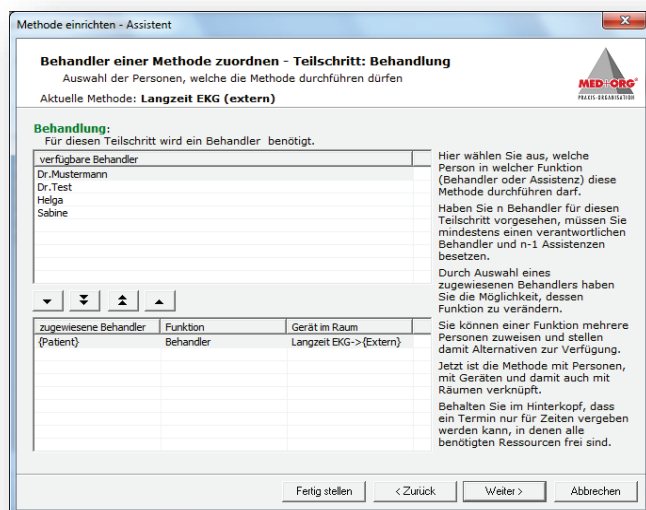 Methode einrichten - Assistent
Behandler einer Methode zuordnen - Teilschritt: Behandlung
Auswahl der Personen, welche die Methode durchführen dürfen
Aktuelle Methode: Langzeit EKG (extern)
MED+ORG®
PRAXIS-ORGANISATION
Behandlung:
Für diesen Teilschritt wird ein Behandler benötigt.
verfügbare Behandler
Dr.Mustermann
Dr.Test
Helga
Sabine
zugewiesene Behandler Funktion Gerät im Raum
{Patient} Behandler Langzeit EKG->{Extern}
Hier wählen Sie aus, welche
Person in welcher Funktion
(Behandler oder Assistenz) diese
Methode durchführen darf.
Haben Sie n Behandler für diesen
Teilschritt vorgesehen, müssen Sie
mindestens einen verantwortlichen
Behandler und n-1 Assistenzen
besetzen.
Durch Auswahl eines
zugewiesenen Behandlers haben
Sie die Möglichkeit, dessen
Funktion zu verändern.
Sie können einer Funktion mehrere
Personen zuweisen und stellen
damit Alternativen zur Verfügung.
Jetzt ist die Methode mit Personen,
mit Geräten und damit auch mit
Räumen verknüpft.
Behalten Sie im Hinterkopf, dass
ein Termin nur für Zeiten vergeben
werden kann, in denen alle
benötigten Ressourcen frei sind.
Fertig stellen < Zurück Weiter > Abbrechen